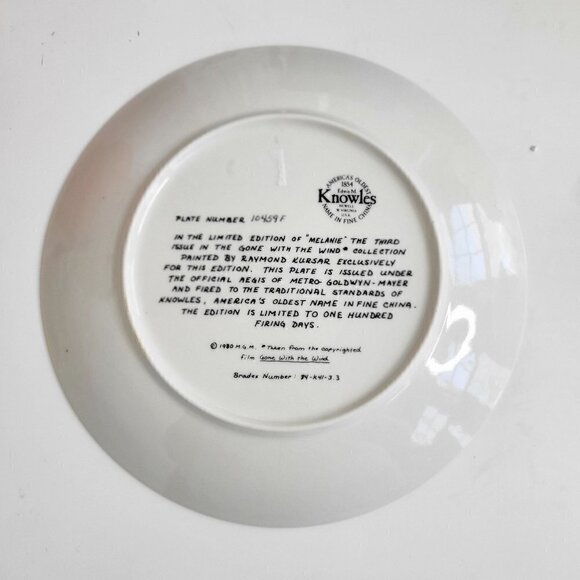 AMERICA'S OLDEST
1854
Edwin M.
Knowles
NEWELL
W. VIRGINIA
U.S.A.
NAME IN FINE CHINA
PLATE NUMBER 10459F
IN THE LIMITED EDITION OF "MELANIE" THE THIRD
ISSUE IN THE GONE WITH THE WIND* COLLECTION
PAINTED BY RAYMOND KURSAR EXCLUSIVELY
FOR THIS EDITION. THIS PLATE IS ISSUED UNDER
THE OFFICIAL AEGIS OF METRO-GOLDWYN-MAYER
AND FIRED TO THE TRADITIONAL STANDARDS OF
KNOWLES, AMERICA'S OLDEST NAME IN FINE CHINA.
THE EDITION IS LIMITED TO ONE HUNDRED
FIRING DAYS.
© 1980 M.G.M. *Taken from the copyrighted
film Gone With the Wind
Bradex Number: 84-K41-3.3